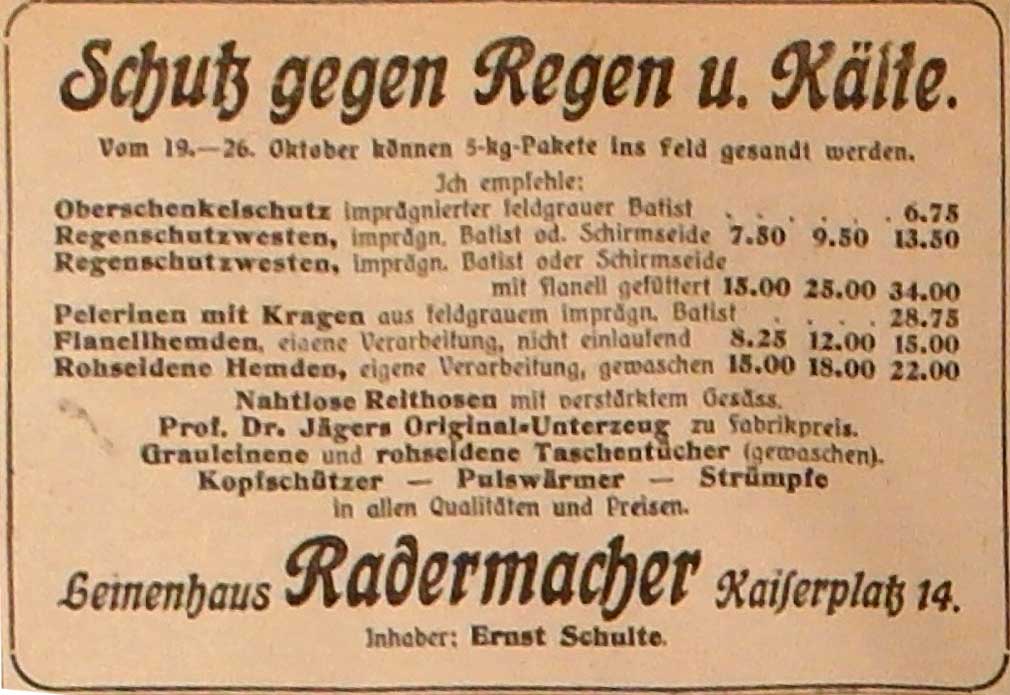 Schutz gegen Regen u. Kälte.
Vom 19.—26. Oktober können 5-kg-Pakete ins Feld gesandt werden.
Ich empfehle:
Oberschenkelschutz imprägnierter feldgrauer Batist . . . . . . 6.75
Regenschutzwesten, imprägn. Batist od. Schirmseide 7.50 9.50 13.50
Regenschutzwesten, imprägn. Batist oder Schirmseide
mit Flanell gefüttert 15.00 25.00 34.00
Pelerinen mit Kragen aus feldgrauem imprägn. Batist . . . . 28.75
Flanellhemden, eigene Verarbeitung, nicht einlaufend 8.25 12.00 15.00
Rohseidene Hemden, eigene Verarbeitung, gewaschen 15.00 18.00 22.00
Nahtlose Reithosen mit verstärktem Gesäss.
Prof. Dr. Jägers Original-Unterzeug zu Fabrikpreis.
Grauleinene und rohseidene Taschentücher (gewaschen).
Kopfschützer — Pulswärmer — Strümpfe
in allen Qualitäten und Preisen.
Leinenhaus Radermacher Kaiserplatz 14.
Inhaber: Ernst Schulte.